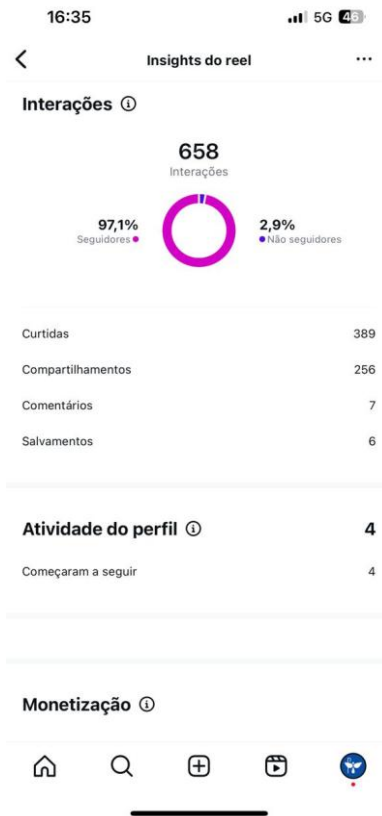 16:35
5G 46
Insights do reel
Interações
658
Interações
97,1%
Seguidores
2,9%
Não seguidores
Curtidas 389
Compartilhamentos 256
Comentários 7
Salvamentos 6
Atividade do perfil 4
Começaram a seguir 4
Monetização